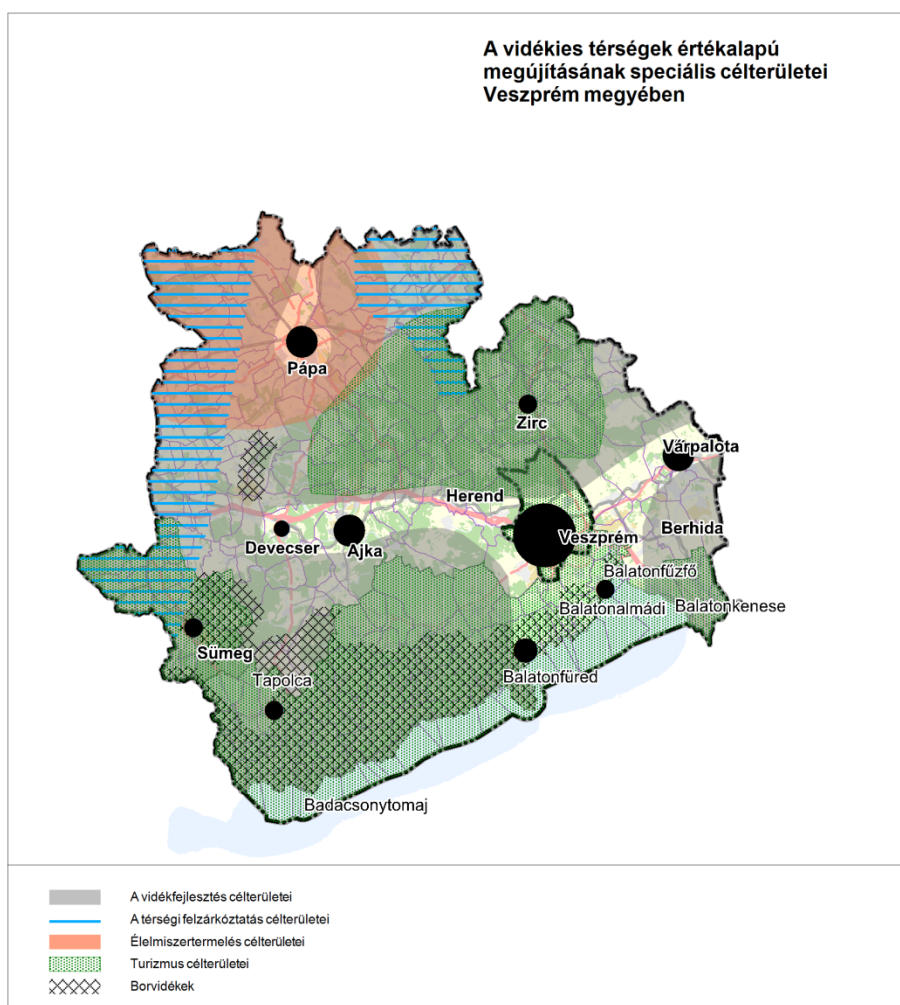 A vidékies térségek értékalapú
megújításának speciális célterületei
Veszprém megyében
Pápa
Zirc
Várpalota
Herend
Veszprém
Berhida
Devecser
Ajka
Balatonfűzfő
Balatonalmádi
Balatonkenese
Sümeg
Tapolca
Balatonfüred
Badacsonytomaj
A vidékfejlesztés célterületei
A térségi felzárkóztatás célterületei
Élelmiszertermelés célterületei
Turizmus célterületei
Borvidékek